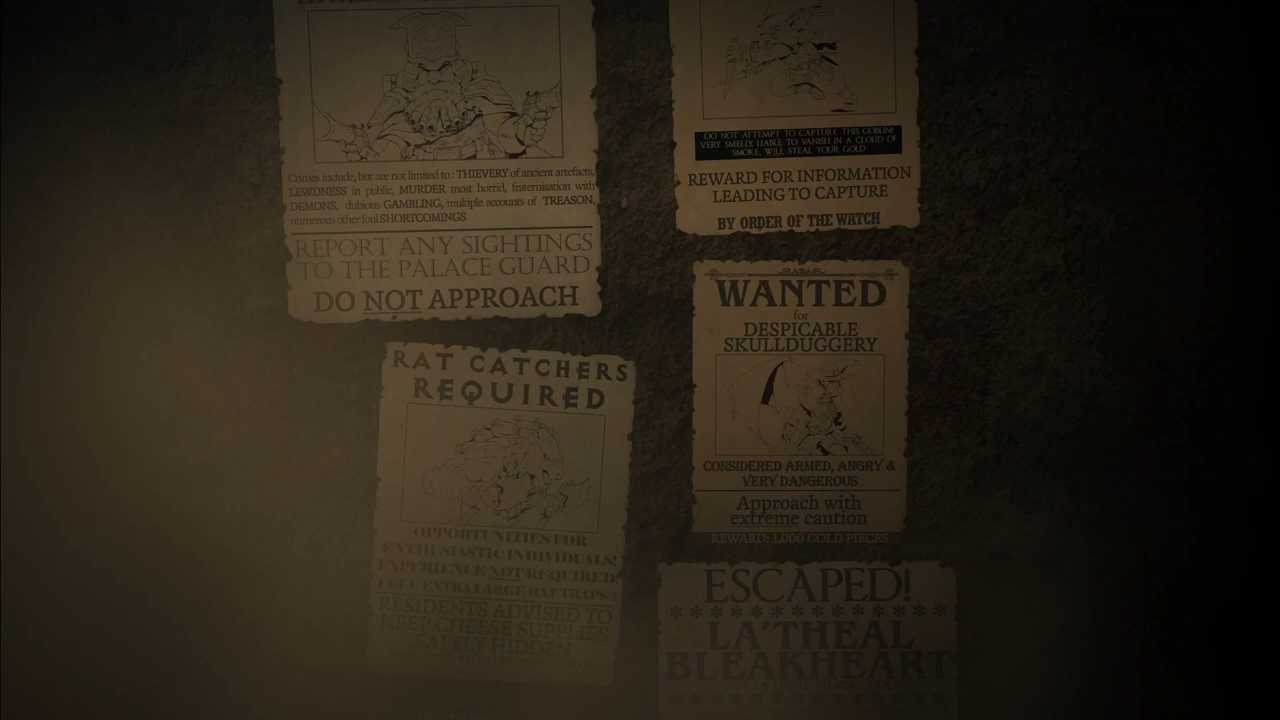 Crimes include, but are not limited to : THIEVERY of ancient artefacts,
LEWDNESS in public, MURDER most horrid, fraternisation with
DEMONS, dubious GAMBLING, multiple accounts of TREASON,
numerous other foul SHORTCOMINGS
REPORT ANY SIGHTINGS
TO THE PALACE GUARD
DO NOT APPROACH
DO NOT ATTEMPT TO CAPTURE THIS GOBLIN!
VERY SMELLY. LIABLE TO VANISH IN A CLOUD OF
SMOKE. WILL STEAL YOUR GOLD
REWARD FOR INFORMATION
LEADING TO CAPTURE
BY ORDER OF THE WATCH
RAT CATCHERS
REQUIRED
OPPORTUNITIES FOR
ENTHUSIASTIC INDIVIDUALS!
EXPERIENCE NOT REQUIRED!
FREE EXTRA LARGE RAT TRAPS*!
RESIDENTS ADVISED TO
KEEP CHEESE SUPPLIES
SAFELY HIDDEN
WANTED
for
DESPICABLE
SKULLDUGGERY
CONSIDERED ARMED, ANGRY &
VERY DANGEROUS
Approach with
extreme caution
REWARD: 1,000 GOLD PIECES
ESCAPED!
LA'THEAL
BLEAKHEART